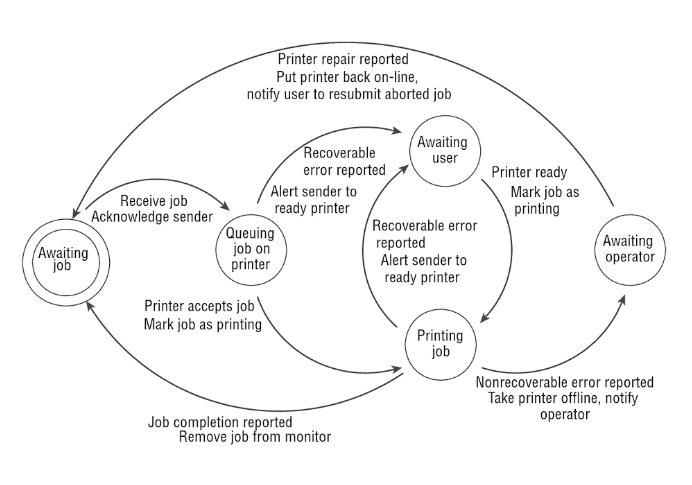 Printer repair reported
Put printer back on-line,
notify user to resubmit aborted job
Awaiting
user
Recoverable
error reported
Alert sender to
ready printer
Printer ready
Mark job as
printing
Receive job
Acknowledge sender
Queuing
job on
printer
Recoverable error
reported
Alert sender to
ready printer
Awaiting
operator
Awaiting
job
Printer accepts job
Mark job as printing
Printing
job
Nonrecoverable error reported
Take printer offline, notify
operator
Job completion reported
Remove job from monitor